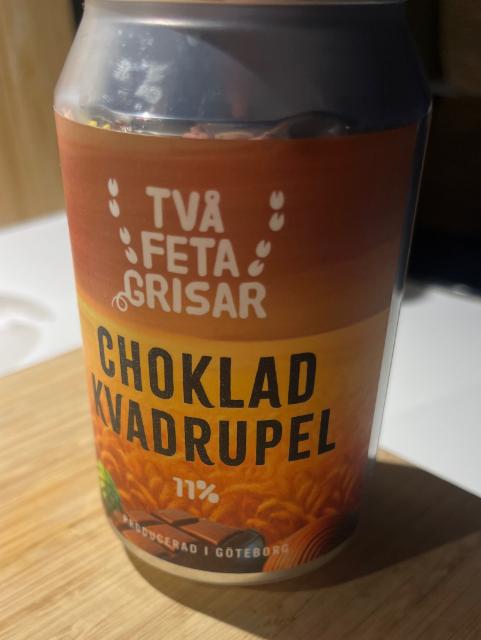 TVÅ
FETA
GRISAR
CHOKLAD
KVADRUPEL
11%
PRODUCERAD I GÖTEBORG